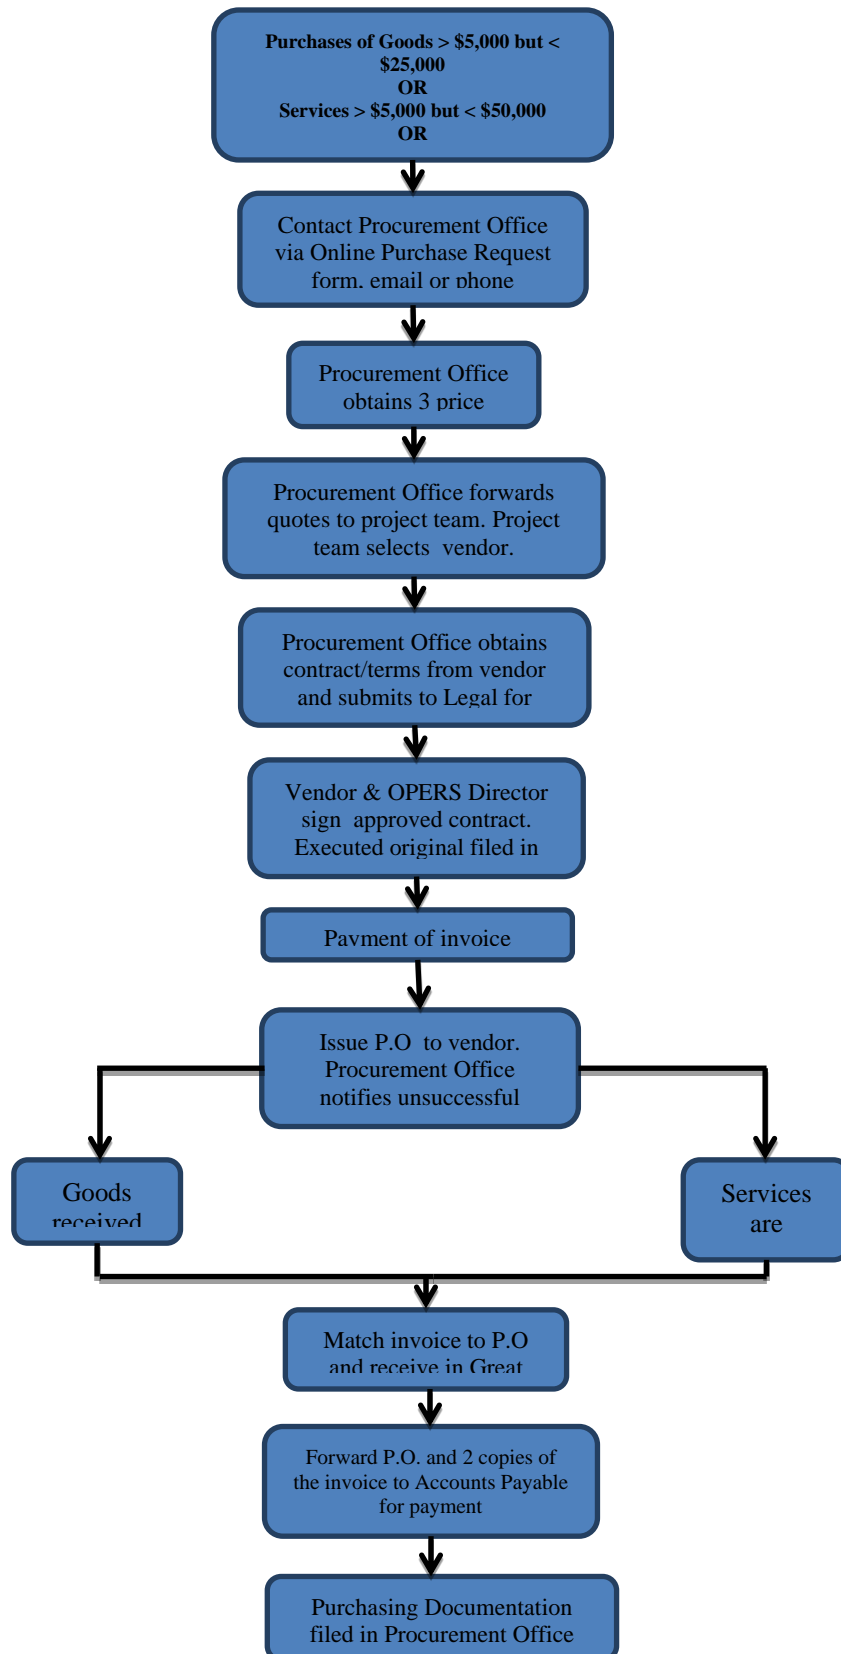 Purchases of Goods > $5,000 but <
$25,000
OR
Services > $5,000 but < $50,000
OR
Contact Procurement Office
via Online Purchase Request
form, email or phone
Procurement Office
obtains 3 price
Procurement Office forwards
quotes to project team. Project
team selects vendor.
Procurement Office obtains
contract/terms from vendor
and submits to Legal for
Vendor & OPERS Director
sign approved contract.
Executed original filed in
Payment of invoice
Issue P.O to vendor.
Procurement Office
notifies unsuccessful
Goods
received
Services
are
Match invoice to P.O
and receive in Great
Forward P.O. and 2 copies of
the invoice to Accounts Payable
for payment
Purchasing Documentation
filed in Procurement Office